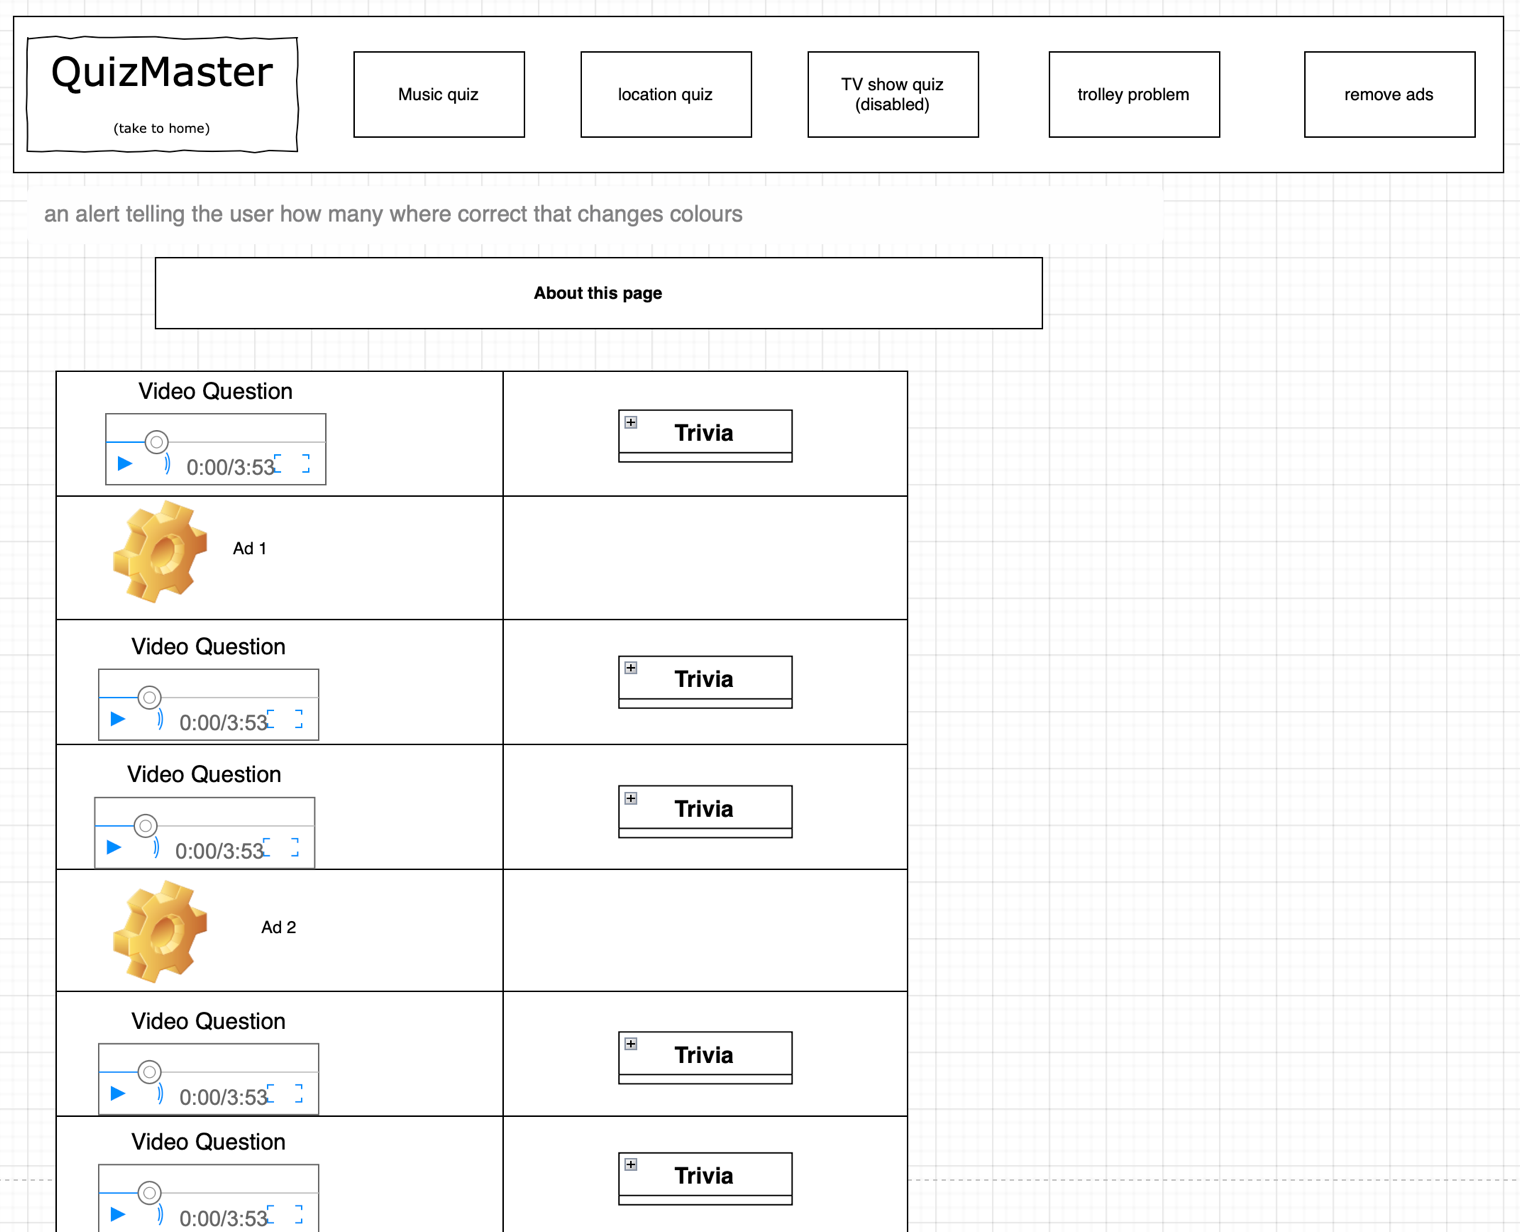 QuizMaster
(take to home)
Music quiz
location quiz
TV show quiz
(disabled)
trolley problem
remove ads
an alert telling the user how many where correct that changes colours
About this page
Video Question
0:00/3:53
Trivia
Ad 1
Video Question
0:00/3:53
Trivia
Video Question
0:00/3:53
Trivia
Ad 2
Video Question
0:00/3:53
Trivia
Video Question
0:00/3:53
Trivia